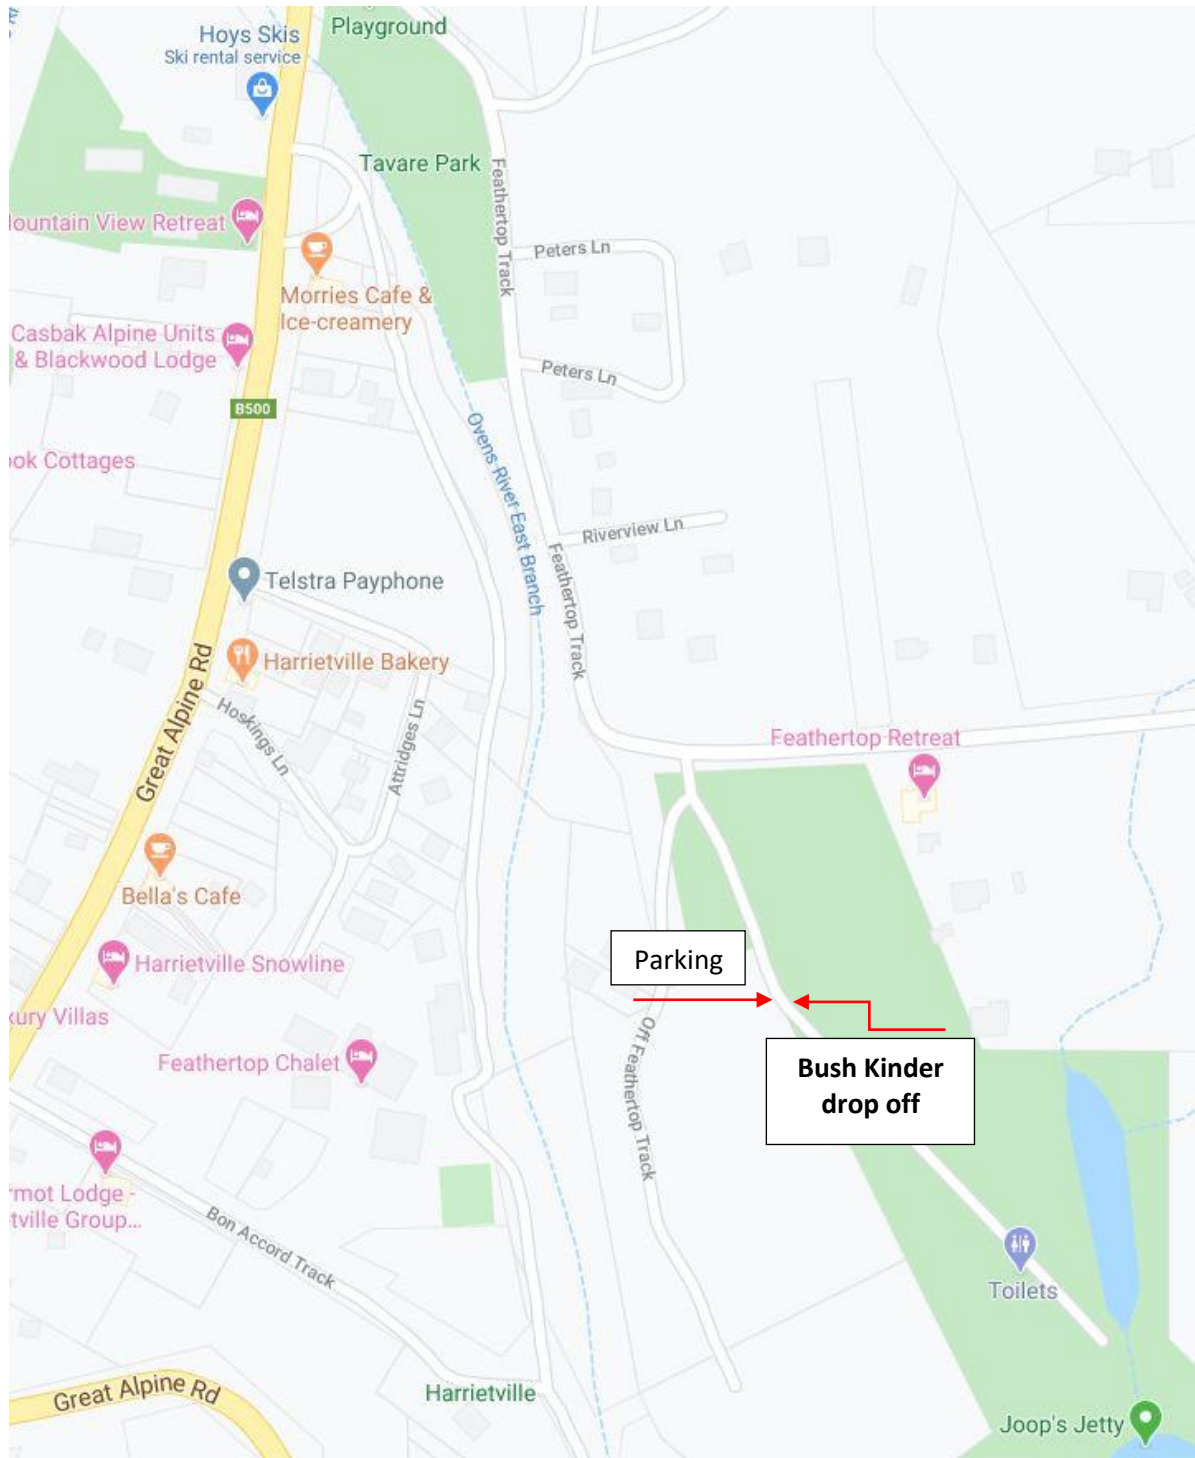 Playground
Hoys Skis
Ski rental service
Tavare Park
Feathertop Track
ountain View Retreat
Peters Ln
Morries Cafe &
Ice-creamery
Casbak Alpine Units
& Blackwood Lodge
Peters Ln
B500
ok Cottages
Ovens River East Branch
Riverview Ln
Feathertop Track
Telstra Payphone
Harrietville Bakery
Great Alpine Rd
Hoskings Ln
Attridges Ln
Feathertop Retreat
Bella's Cafe
Parking
Harrietville Snowline
xury Villas
Off Feathertop Track
Feathertop Chalet
Bush Kinder
drop off
rmot Lodge -
tville Group...
Bon Accord Track
Toilets
Great Alpine Rd
Harrietville
Joop's Jetty